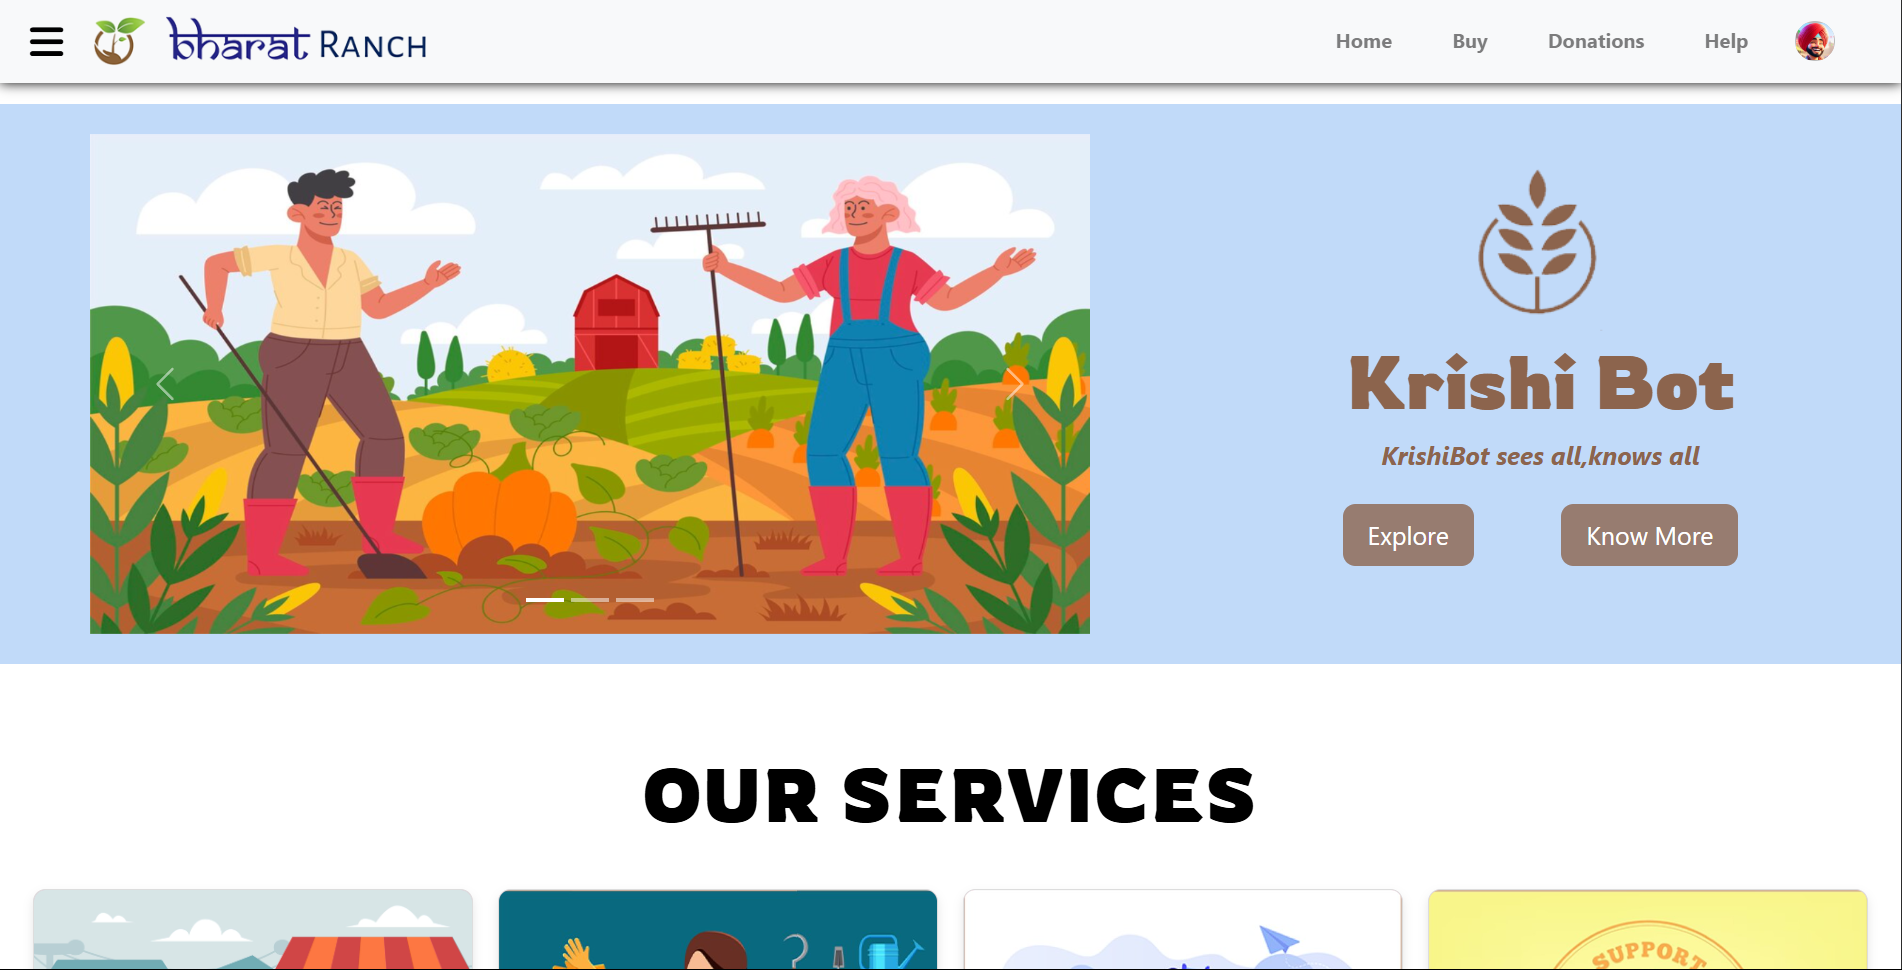 bharat RANCH
Home Buy Donations Help
Krishi Bot
KrishiBot sees all,knows all
Explore Know More
OUR SERVICES
SUPPORT